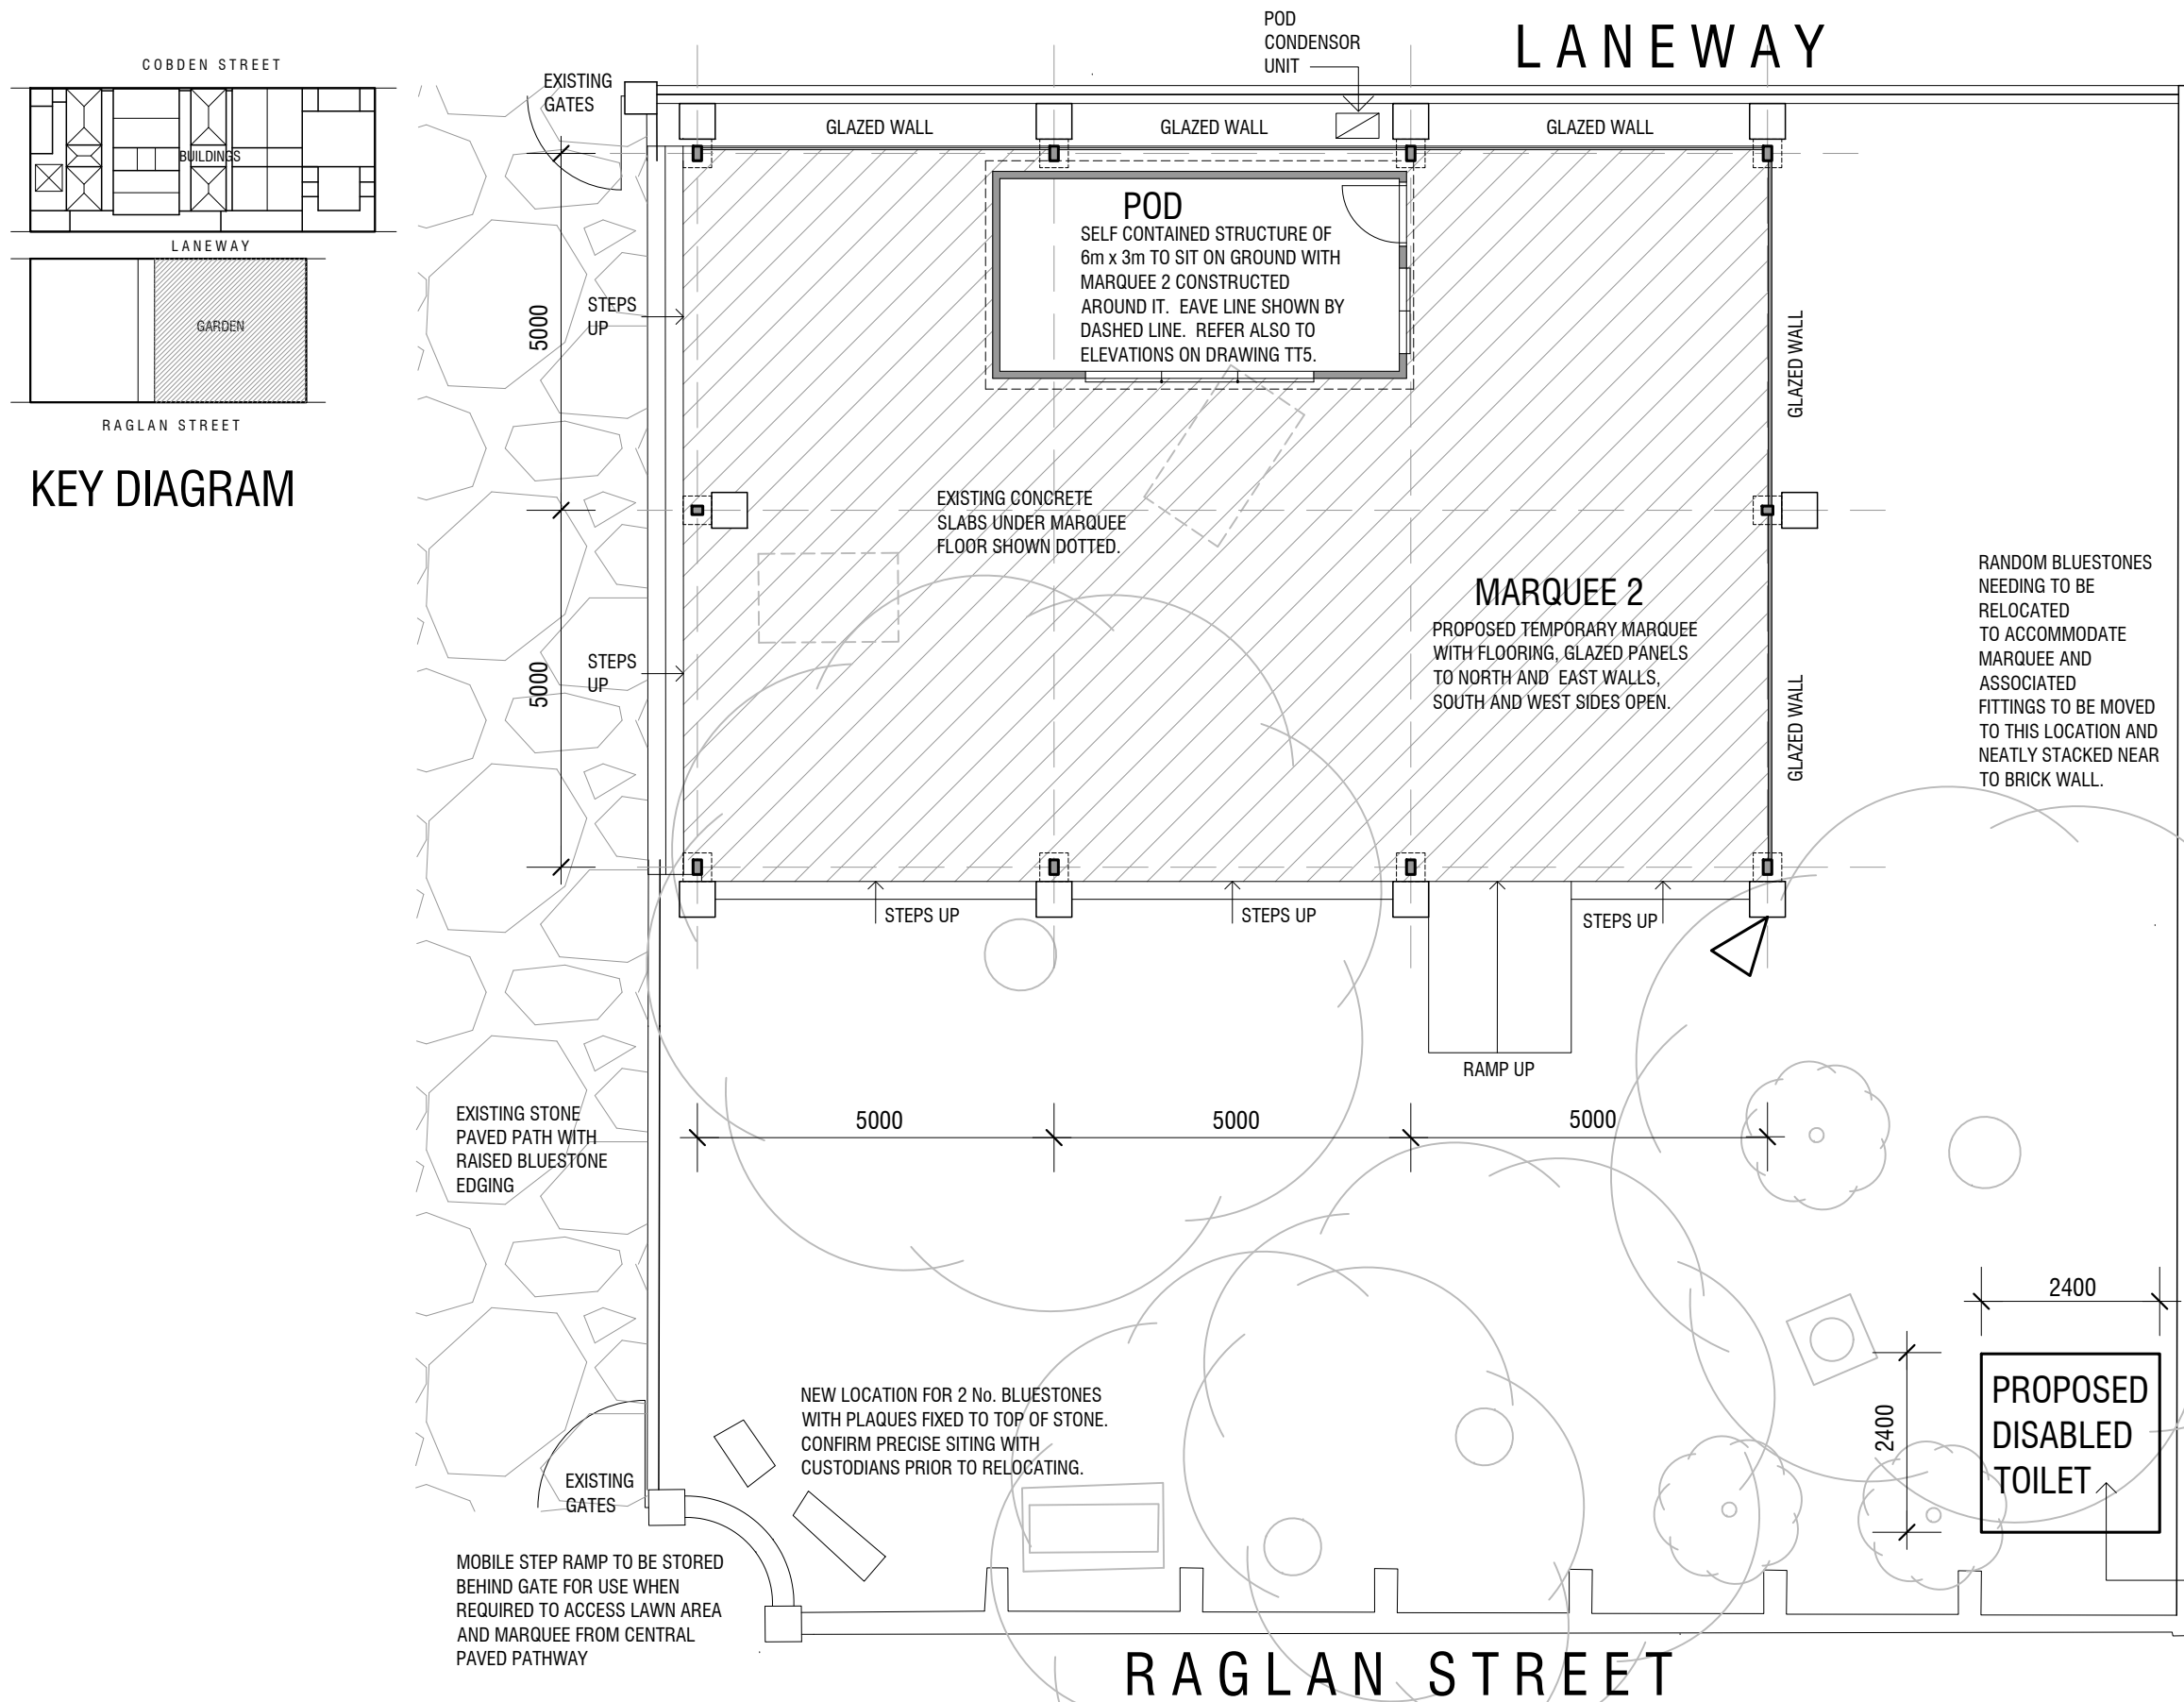 COBDEN STREET
BUILDINGS
LANEWAY
GARDEN
RAGLAN STREET
KEY DIAGRAM
LANEWAY
POD
CONDENSOR
UNIT
EXISTING
GATES
GLAZED WALL
GLAZED WALL
GLAZED WALL
POD
SELF CONTAINED STRUCTURE OF
6m x 3m TO SIT ON GROUND WITH
MARQUEE 2 CONSTRUCTED
AROUND IT. EAVE LINE SHOWN BY
DASHED LINE. REFER ALSO TO
ELEVATIONS ON DRAWING TT5.
5000
STEPS
UP
GLAZED WALL
EXISTING CONCRETE
SLABS UNDER MARQUEE
FLOOR SHOWN DOTTED.
MARQUEE 2
PROPOSED TEMPORARY MARQUEE
WITH FLOORING, GLAZED PANELS
TO NORTH AND EAST WALLS,
SOUTH AND WEST SIDES OPEN.
5000
STEPS
UP
GLAZED WALL
RANDOM BLUESTONES
NEEDING TO BE
RELOCATED
TO ACCOMMODATE
MARQUEE AND
ASSOCIATED
FITTINGS TO BE MOVED
TO THIS LOCATION AND
NEATLY STACKED NEAR
TO BRICK WALL.
STEPS UP
STEPS UP
STEPS UP
RAMP UP
5000
5000
5000
EXISTING STONE
PAVED PATH WITH
RAISED BLUESTONE
EDGING
2400
2400
PROPOSED
DISABLED
TOILET
NEW LOCATION FOR 2 No. BLUESTONES
WITH PLAQUES FIXED TO TOP OF STONE.
CONFIRM PRECISE SITING WITH
CUSTODIANS PRIOR TO RELOCATING.
EXISTING
GATES
MOBILE STEP RAMP TO BE STORED
BEHIND GATE FOR USE WHEN
REQUIRED TO ACCESS LAWN AREA
AND MARQUEE FROM CENTRAL
PAVED PATHWAY
RAGLAN STREET